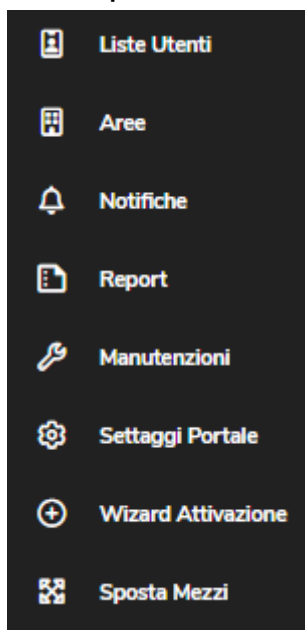 Liste Utenti
Aree
Notifiche
Report
Manutenzioni
Settaggi Portale
Wizard Attivazione
Sposta Mezzi